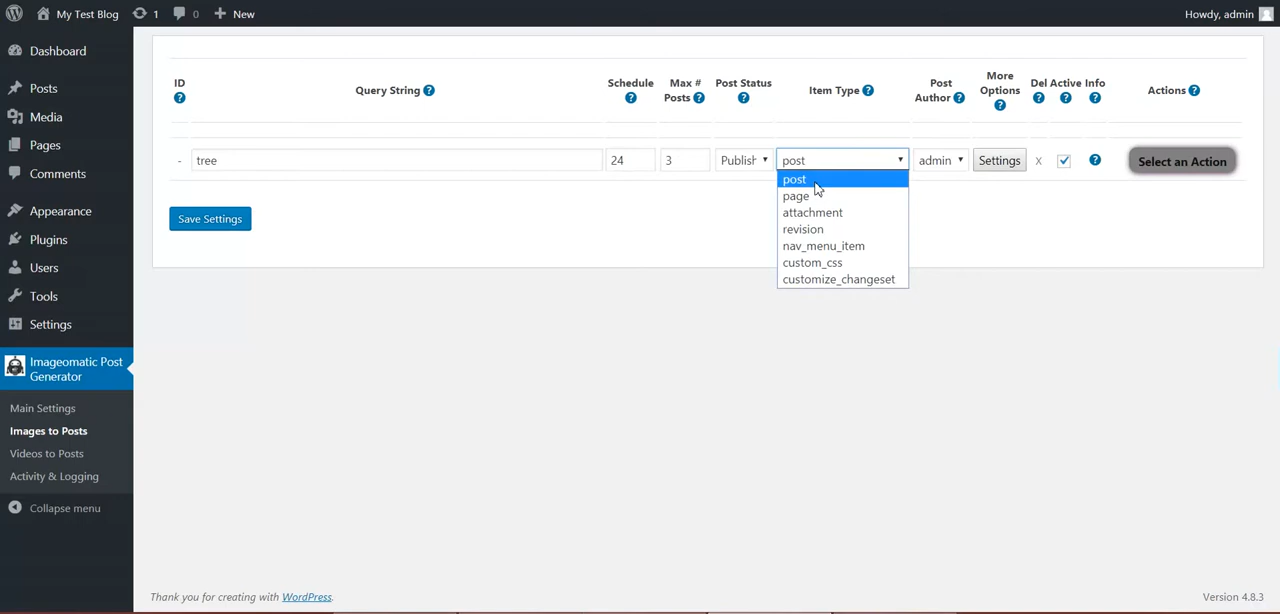 My Test Blog 1 0 New Howdy, admin
Dashboard
Posts
Media
Pages
Comments
Appearance
Plugins
Users
Tools
Settings
Imageomatic Post
Generator
Main Settings
Images to Posts
Videos to Posts
Activity & Logging
Collapse menu
ID ? Query String ? Schedule ? Max #
Posts ? Post Status ? Item Type ? Post
Author ? More
Options ? Del ? Active ? Info ? Actions ?
- tree 24 3 Publish post admin Settings X ? Select an Action
post
page
attachment
revision
nav_menu_item
custom_css
customize_changeset
Save Settings
Thank you for creating with WordPress. Version 4.8.3